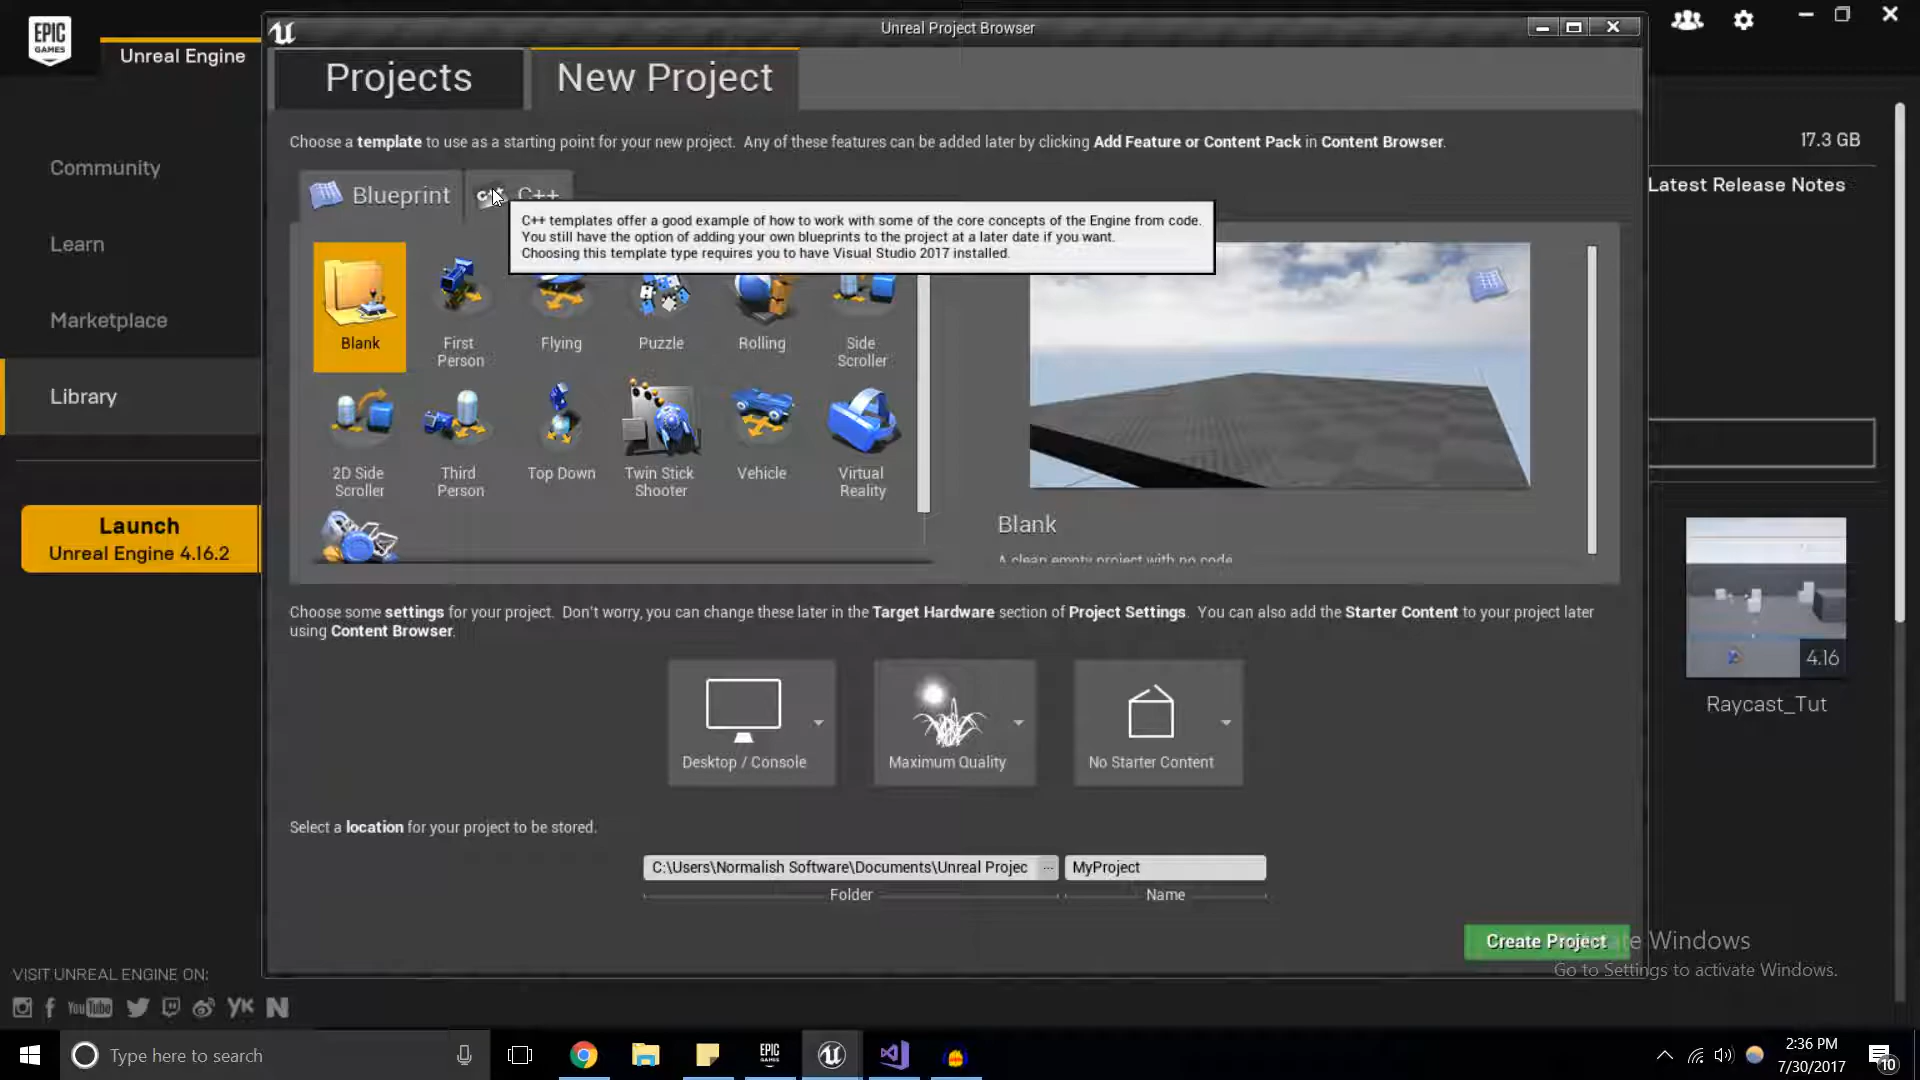 EPIC
GAMES
Unreal Engine
Unreal Project Browser
Projects
New Project
Choose a template to use as a starting point for your new project. Any of these features can be added later by clicking Add Feature or Content Pack in Content Browser.
Blueprint
C++
C++ templates offer a good example of how to work with some of the core concepts of the Engine from code.
You still have the option of adding your own blueprints to the project at a later date if you want.
Choosing this template type requires you to have Visual Studio 2017 installed.
Community
Learn
Marketplace
Library
Launch
Unreal Engine 4.16.2
17.3 GB
Latest Release Notes
Blank
First
Person
Flying
Puzzle
Rolling
Side
Scroller
2D Side
Scroller
Third
Person
Top Down
Twin Stick
Shooter
Vehicle
Virtual
Reality
Blank
A clean empty project with no code.
Choose some settings for your project. Don't worry, you can change these later in the Target Hardware section of Project Settings. You can also add the Starter Content to your project later
using Content Browser.
Desktop / Console
Maximum Quality
No Starter Content
4.16
Raycast_Tut
Select a location for your project to be stored.
C:\Users\Normalish Software\Documents\Unreal Projec
...
MyProject
Folder
Name
Create Project
Windows
Go to Settings to activate Windows.
VISIT UNREAL ENGINE ON:
You Tube
Type here to search
EPIC
GAMES
2:36 PM
7/30/2017
10